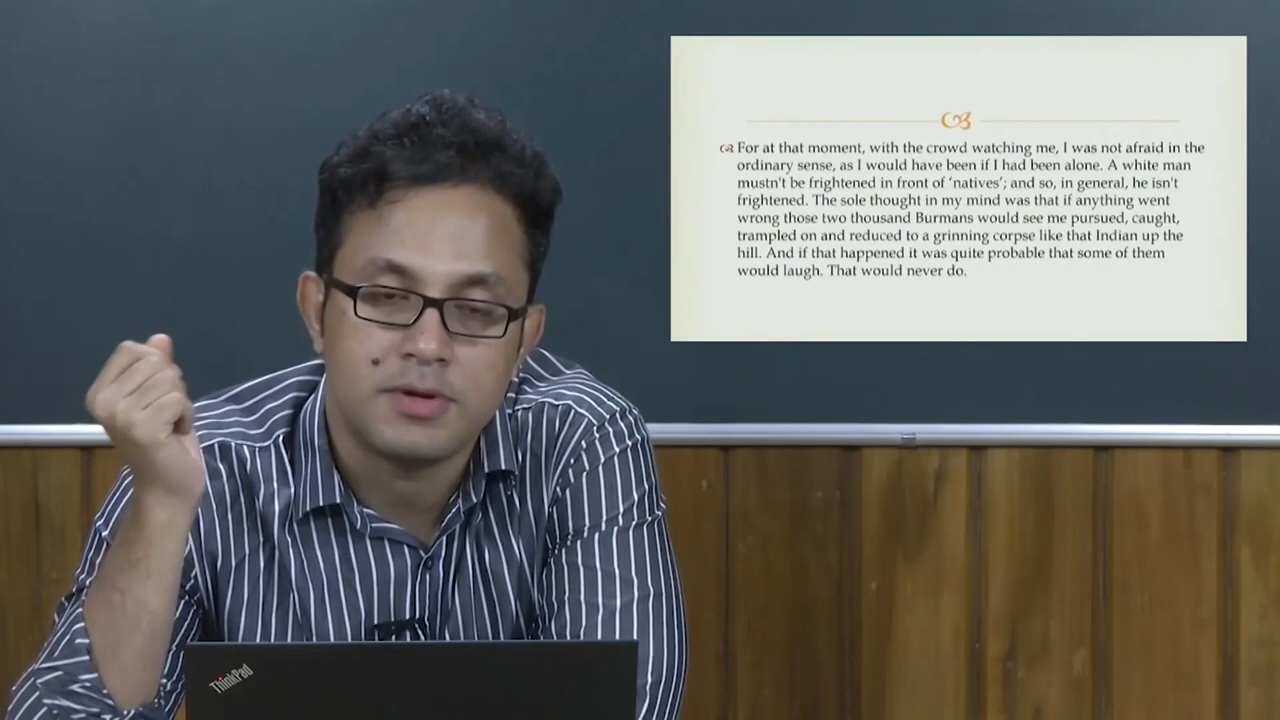 For at that moment, with the crowd watching me, I was not afraid in the
ordinary sense, as I would have been if I had been alone. A white man
mustn't be frightened in front of ‘natives’; and so, in general, he isn't
frightened. The sole thought in my mind was that if anything went
wrong those two thousand Burmans would see me pursued, caught,
trampled on and reduced to a grinning corpse like that Indian up the
hill. And if that happened it was quite probable that some of them
would laugh. That would never do.
ThinkPad